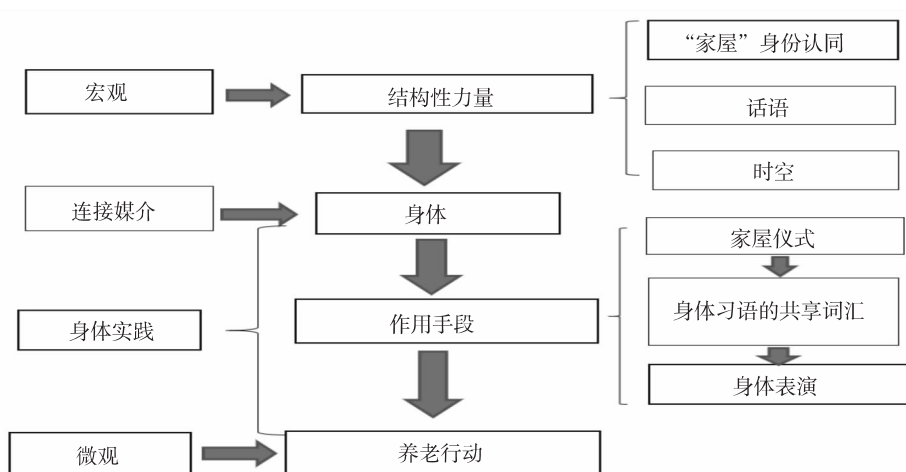 宏观
结构性力量
“家屋”身份认同
话语
时空
连接媒介
身体
身体实践
作用手段
家屋仪式
身体习语的共享词汇
身体表演
微观
养老行动